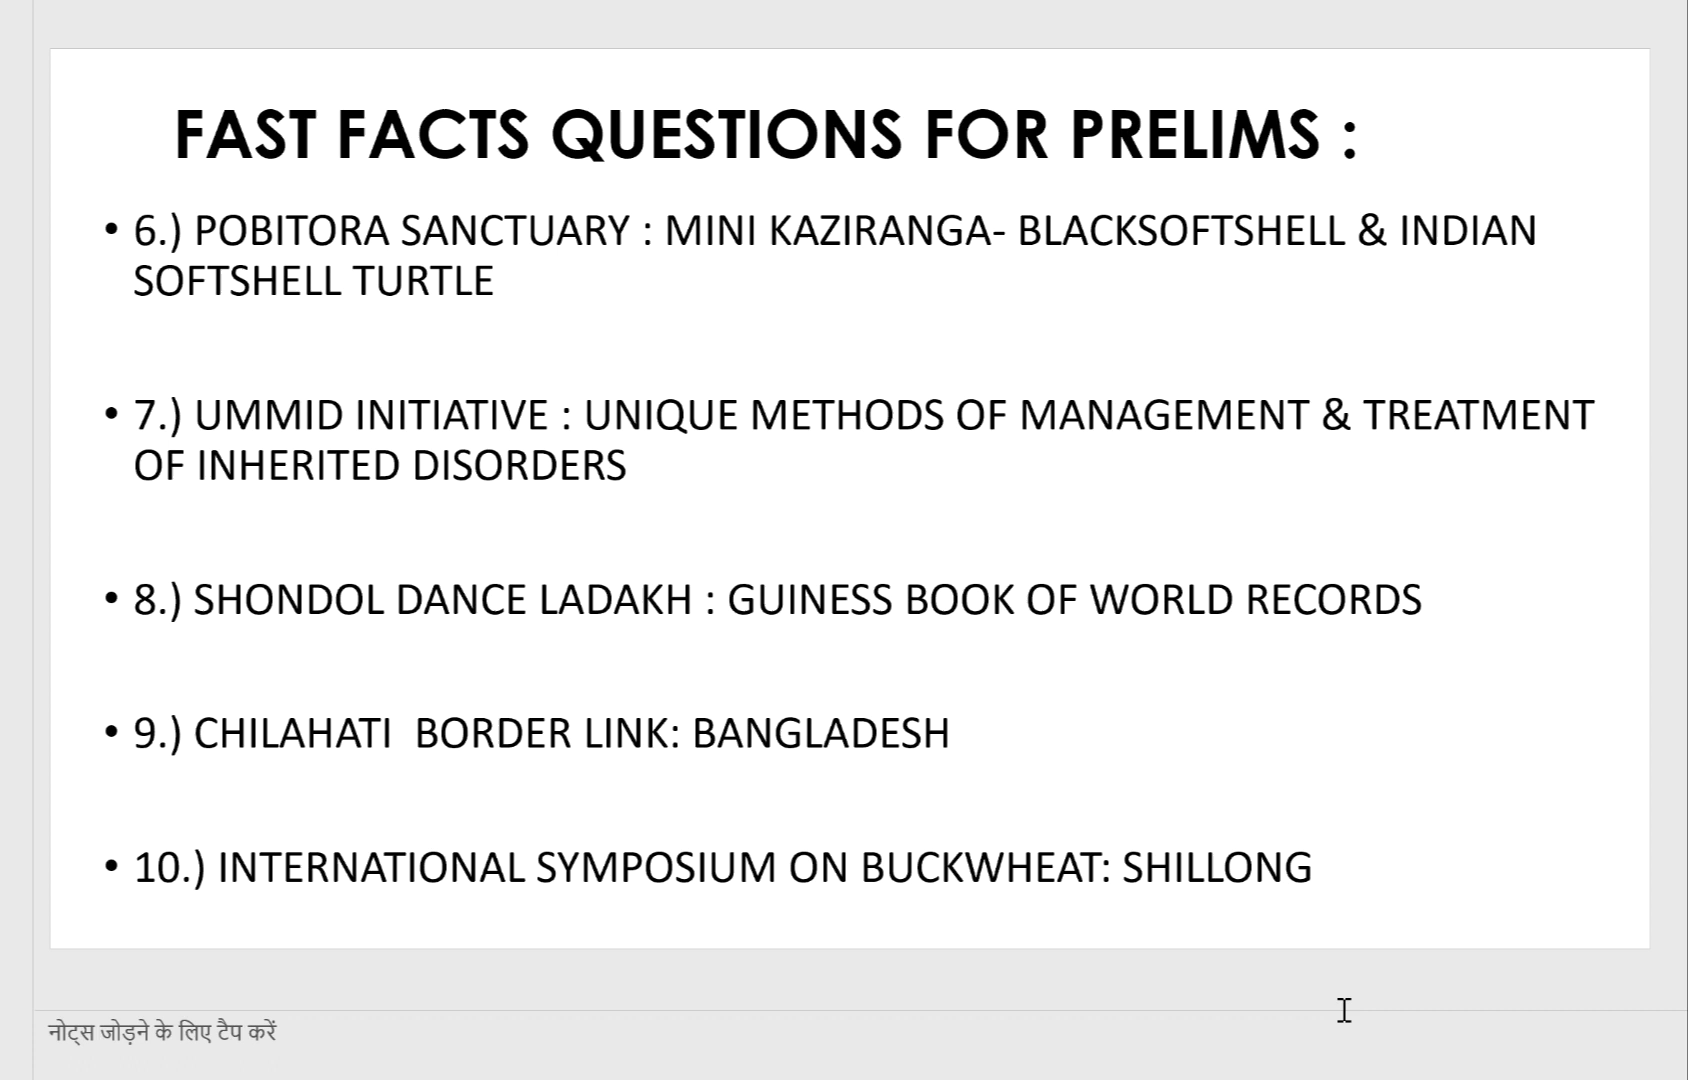 FAST FACTS QUESTIONS FOR PRELIMS :
• 6.) POBITORA SANCTUARY : MINI KAZIRANGA- BLACKSOFTSHELL & INDIAN
SOFTSHELL TURTLE
• 7.) UMMID INITIATIVE : UNIQUE METHODS OF MANAGEMENT & TREATMENT
OF INHERITED DISORDERS
• 8.) SHONDOL DANCE LADAKH : GUINESS BOOK OF WORLD RECORDS
• 9.) CHILAHATI  BORDER LINK: BANGLADESH
• 10.) INTERNATIONAL SYMPOSIUM ON BUCKWHEAT: SHILLONG
नोट्स जोड़ने के लिए टैप करें